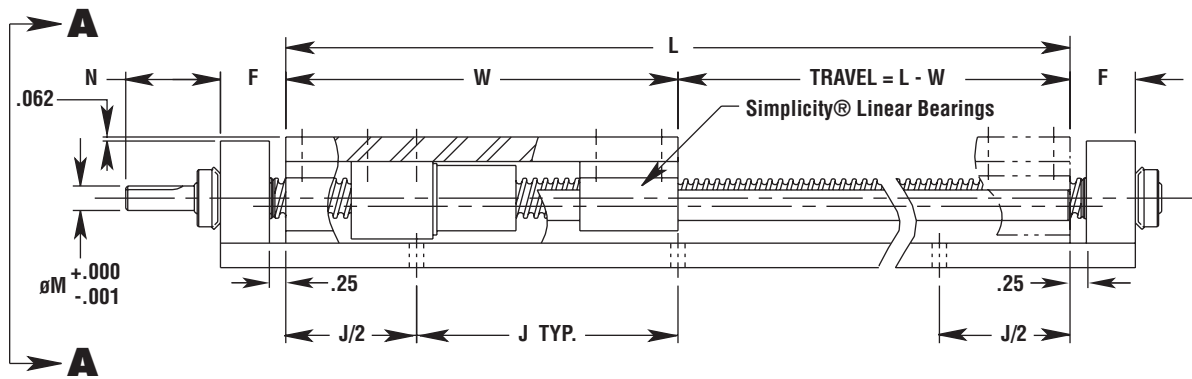 A
L
N F W TRAVEL = L - W F
.062
Simplicity® Linear Bearings
øM +.000
-.001
.25 .25
J/2 J TYP. J/2
A